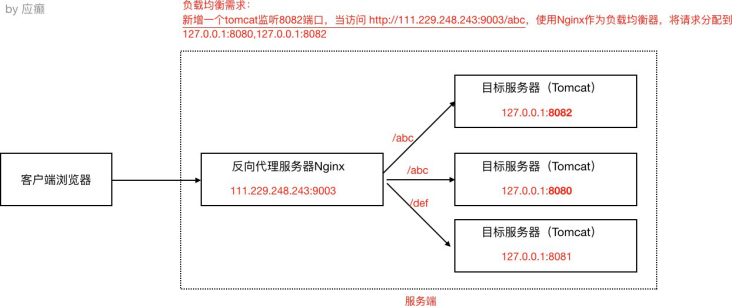 by 应癫
负载均衡需求：
新增一个tomcat监听8082端口，当访问 http://111.229.248.243:9003/abc，使用Nginx作为负载均衡器，将请求分配到
127.0.0.1:8080,127.0.0.1:8082
目标服务器（Tomcat）
127.0.0.1:8082
/abc
客户端浏览器
反向代理服务器Nginx
111.229.248.243:9003
/abc
目标服务器（Tomcat）
127.0.0.1:8080
/def
目标服务器（Tomcat）
127.0.0.1:8081
服务端